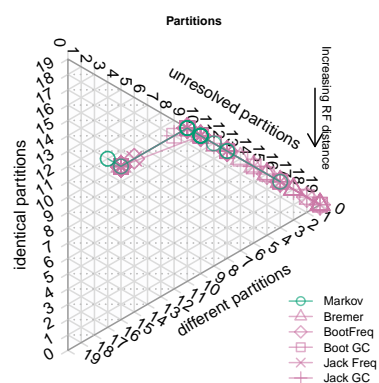 Partitions
0 1 2 3 4 5 6 7 8 9 10 11 12 13 14 15 16 17 18 19
unresolved partitions
Increasing RF distance
identical partitions
19
18
17
16
15
14
13
12
11
10
9
8
7
6
5
4
3
2
1
0
different partitions
0 1 2 3 4 5 6 7 8 9 10 11 12 13 14 15 16 17 18 19
Markov
Bremer
BootFreq
Boot GC
Jack Freq
Jack GC